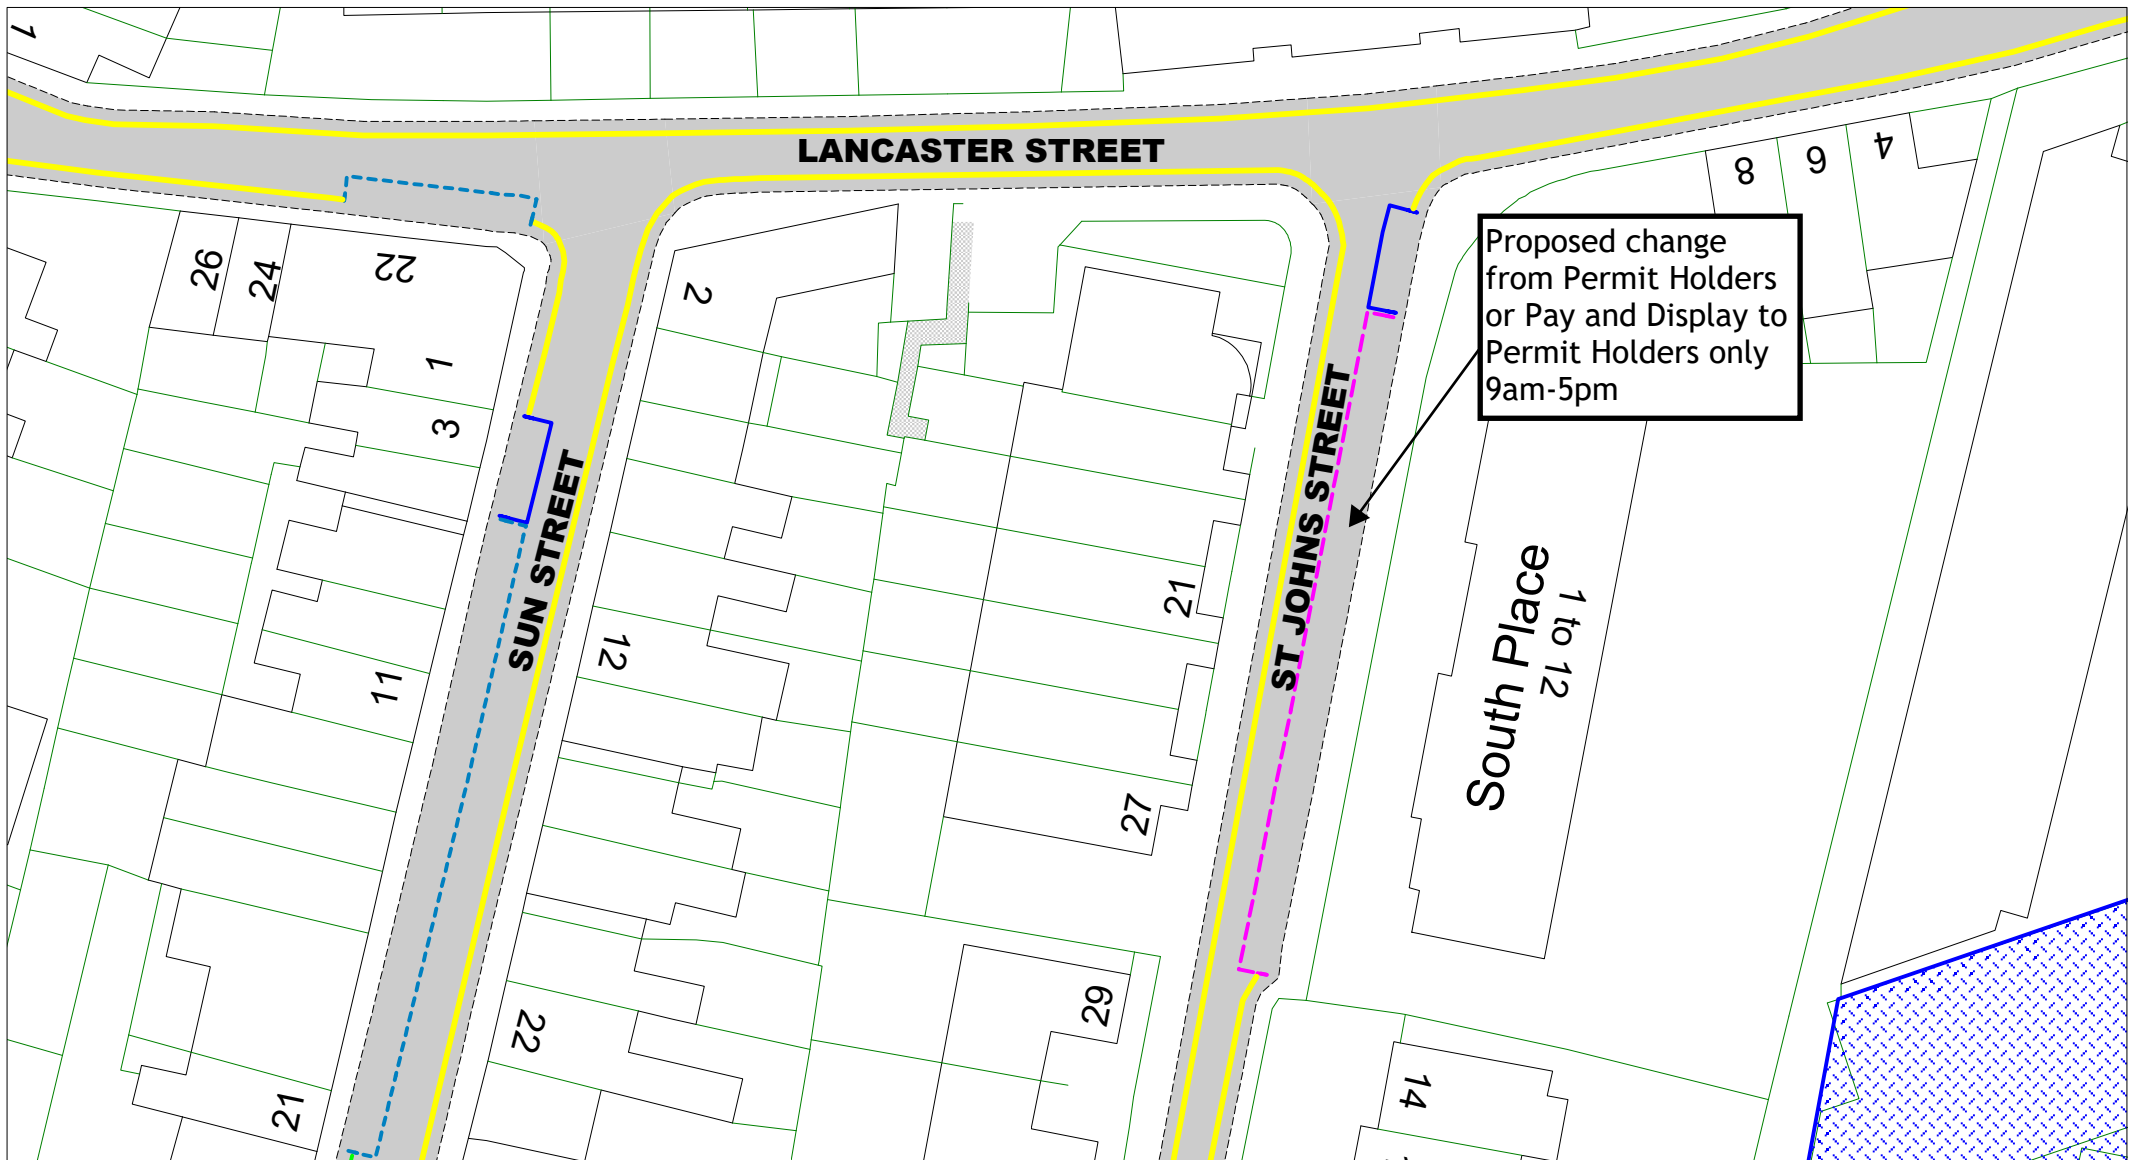 1
LANCASTER STREET
8
6
4
26
24
22
2
Proposed change
from Permit Holders
or Pay and Display to
Permit Holders only
9am-5pm
1
3
SUN STREET
ST JOHNS STREET
21
South Place
1 to 12
12
11
27
29
22
14
21